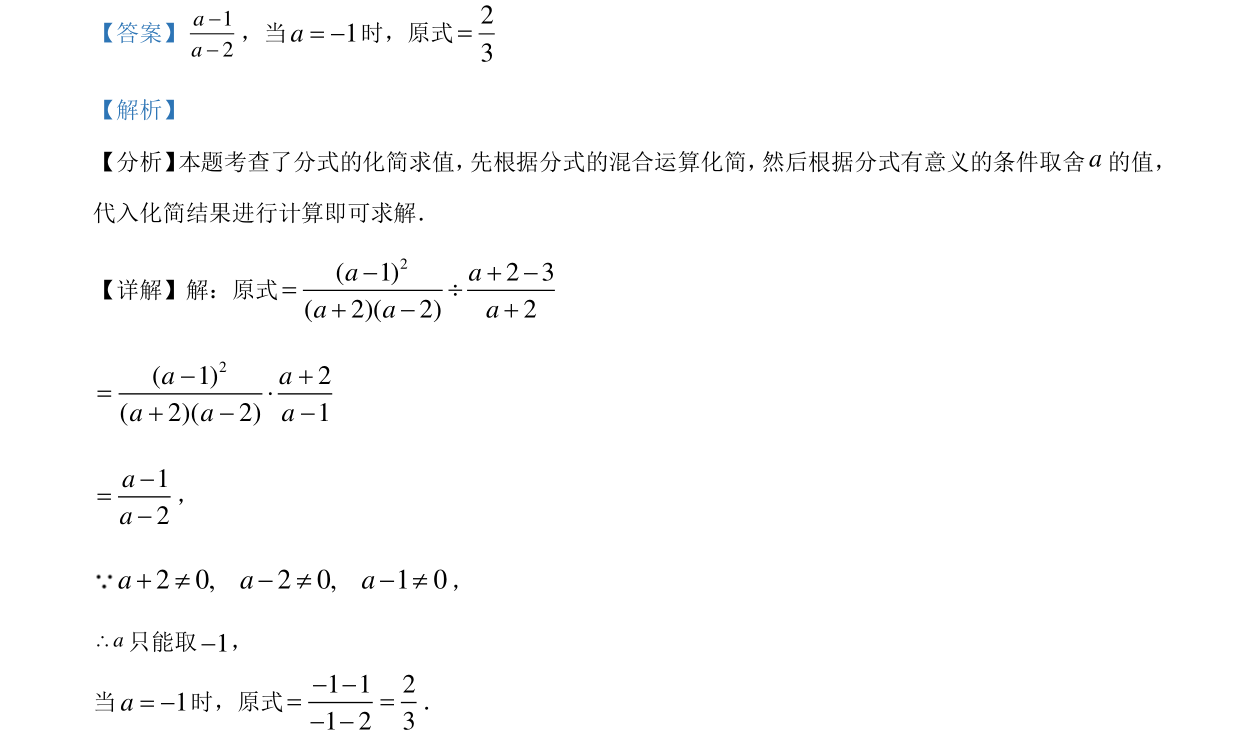 【答案】$\frac{a-1}{a-2}$，当$a=-1$时，原式$=\frac{2}{3}$
【解析】
【分析】本题考查了分式的化简求值，先根据分式的混合运算化简，然后根据分式有意义的条件取舍$a$的值，
代入化简结果进行计算即可求解．
【详解】解：原式$=\frac{(a-1)^2}{(a+2)(a-2)}\div\frac{a+2-3}{a+2}$
$=\frac{(a-1)^2}{(a+2)(a-2)}\cdot\frac{a+2}{a-1}$
$=\frac{a-1}{a-2}$，
∵$a+2\neq0,\ a-2\neq0,\ a-1\neq0$，
∴$a$只能取$-1$，
当$a=-1$时，原式$=\frac{-1-1}{-1-2}=\frac{2}{3}$．